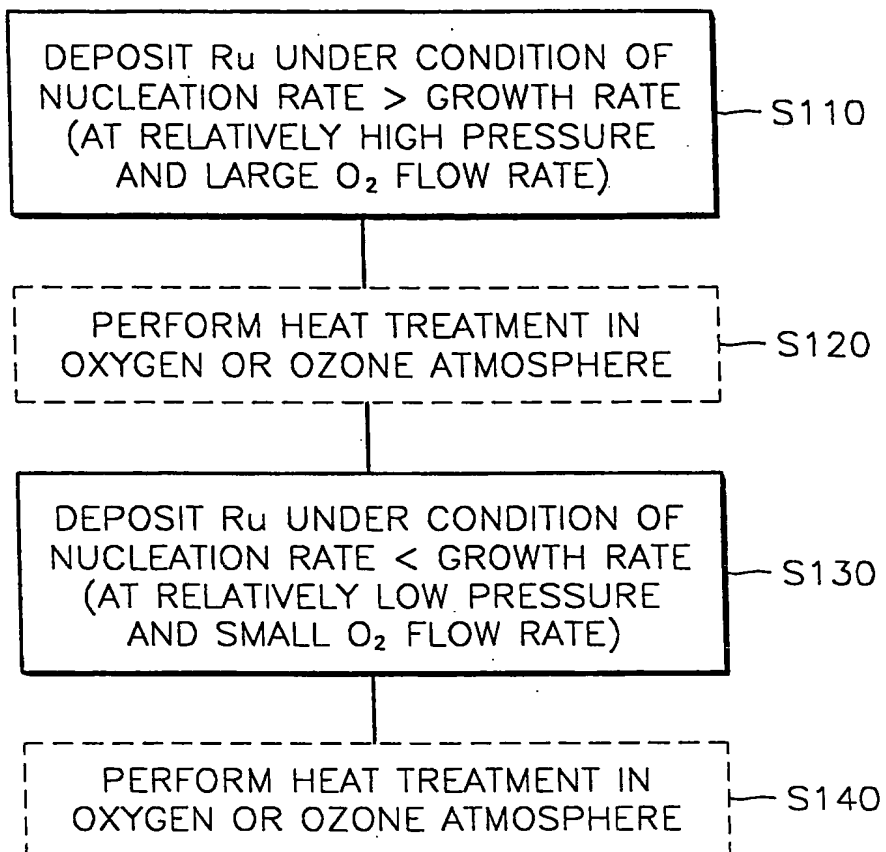 DEPOSIT Ru UNDER CONDITION OF
NUCLEATION RATE > GROWTH RATE
(AT RELATIVELY HIGH PRESSURE
AND LARGE O₂ FLOW RATE)
S110
PERFORM HEAT TREATMENT IN
OXYGEN OR OZONE ATMOSPHERE
S120
DEPOSIT Ru UNDER CONDITION OF
NUCLEATION RATE < GROWTH RATE
(AT RELATIVELY LOW PRESSURE
AND SMALL O₂ FLOW RATE)
S130
PERFORM HEAT TREATMENT IN
OXYGEN OR OZONE ATMOSPHERE
S140